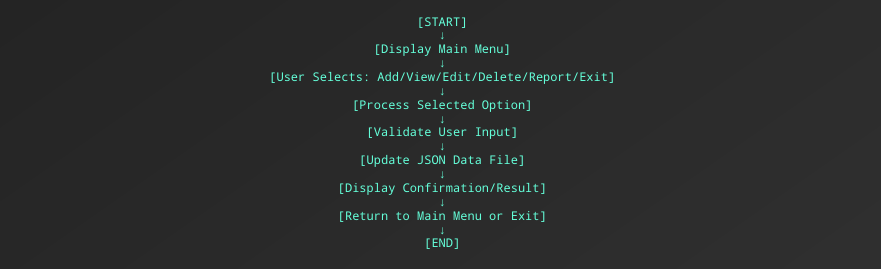 [START]
↓
[Display Main Menu]
↓
[User Selects: Add/View/Edit/Delete/Report/Exit]
↓
[Process Selected Option]
↓
[Validate User Input]
↓
[Update JSON Data File]
↓
[Display Confirmation/Result]
↓
[Return to Main Menu or Exit]
↓
[END]